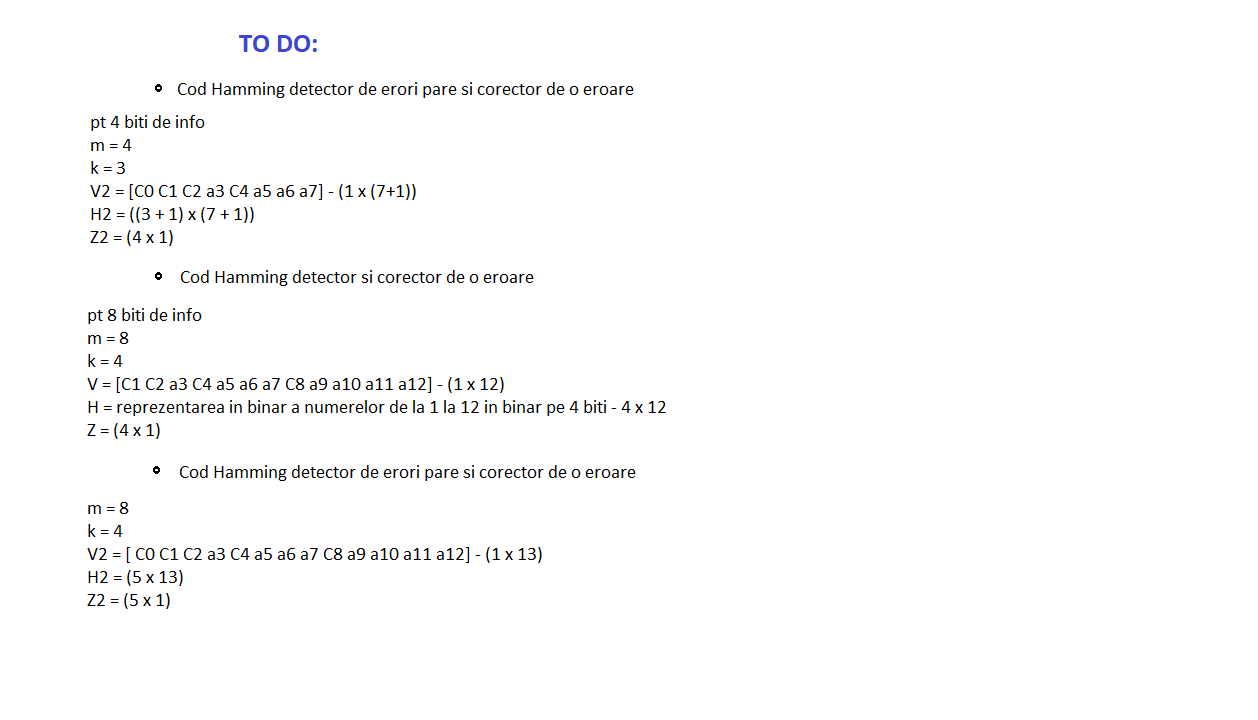 TO DO:
Cod Hamming detector de erori pare si corector de o eroare
pt 4 biti de info
m = 4
k = 3
V2 = [C0 C1 C2 a3 C4 a5 a6 a7] - (1 x (7+1))
H2 = ((3 + 1) x (7 + 1))
Z2 = (4 x 1)
Cod Hamming detector si corector de o eroare
pt 8 biti de info
m = 8
k = 4
V = [C1 C2 a3 C4 a5 a6 a7 C8 a9 a10 a11 a12] - (1 x 12)
H = reprezentarea in binar a numerelor de la 1 la 12 in binar pe 4 biti - 4 x 12
Z = (4 x 1)
Cod Hamming detector de erori pare si corector de o eroare
m = 8
k = 4
V2 = [ C0 C1 C2 a3 C4 a5 a6 a7 C8 a9 a10 a11 a12] - (1 x 13)
H2 = (5 x 13)
Z2 = (5 x 1)